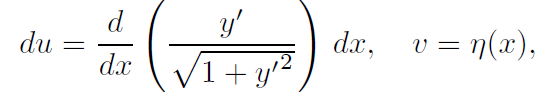 du = \frac{d}{dx} \left( \frac{y'}{\sqrt{1 + y'^2}} \right) dx, \quad v = \eta(x),